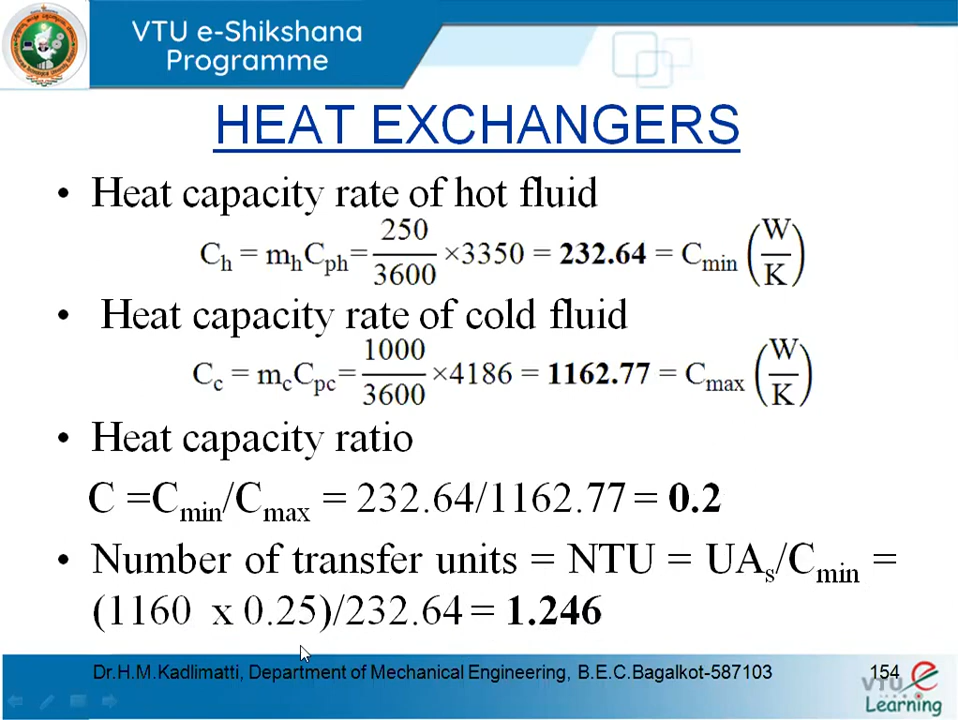 VTU e-Shikshana
Programme
HEAT EXCHANGERS
• Heat capacity rate of hot fluid
C_h = m_hC_ph = 250/3600 ×3350 = 232.64 = C_min (W/K)
• Heat capacity rate of cold fluid
C_c = m_cC_pc = 1000/3600 ×4186 = 1162.77 = C_max (W/K)
• Heat capacity ratio
C =C_min/C_max = 232.64/1162.77 = 0.2
• Number of transfer units = NTU = UA_s/C_min =
(1160 x 0.25)/232.64 = 1.246
Dr.H.M.Kadlimatti, Department of Mechanical Engineering, B.E.C.Bagalkot-587103
154
VTU e
Learning